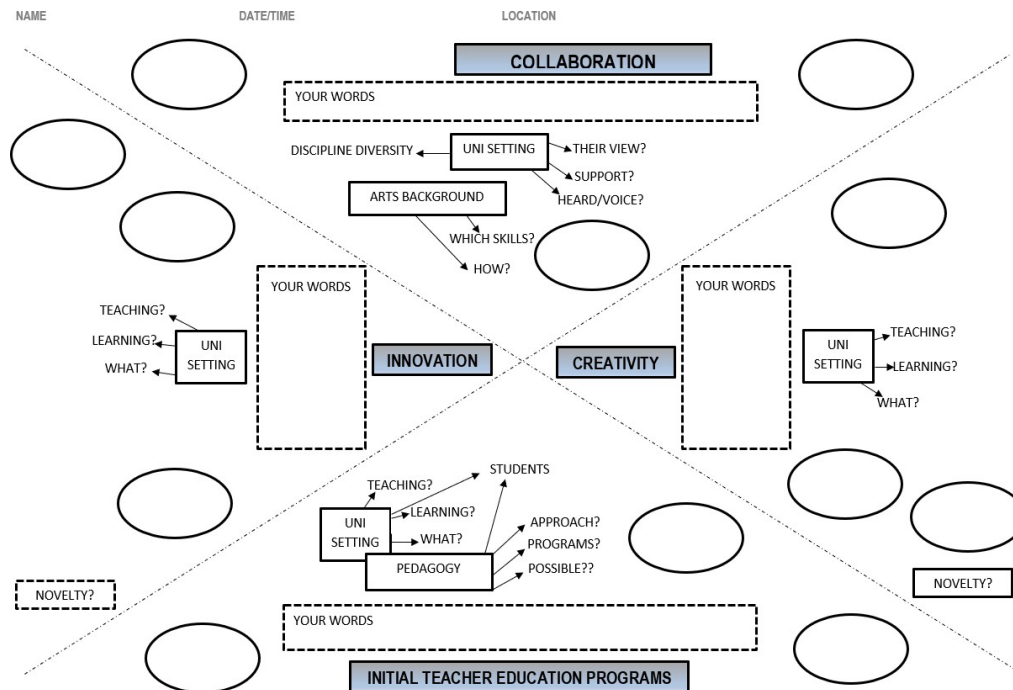 NAME DATE/TIME LOCATION
COLLABORATION
YOUR WORDS
DISCIPLINE DIVERSITY
UNI SETTING
THEIR VIEW?
SUPPORT?
HEARD/VOICE?
ARTS BACKGROUND
WHICH SKILLS?
HOW?
YOUR WORDS
TEACHING?
LEARNING?
WHAT?
UNI
SETTING
INNOVATION
CREATIVITY
YOUR WORDS
UNI
SETTING
TEACHING?
LEARNING?
WHAT?
STUDENTS
TEACHING?
LEARNING?
WHAT?
UNI
SETTING
PEDAGOGY
APPROACH?
PROGRAMS?
POSSIBLE??
NOVELTY?
NOVELTY?
YOUR WORDS
INITIAL TEACHER EDUCATION PROGRAMS